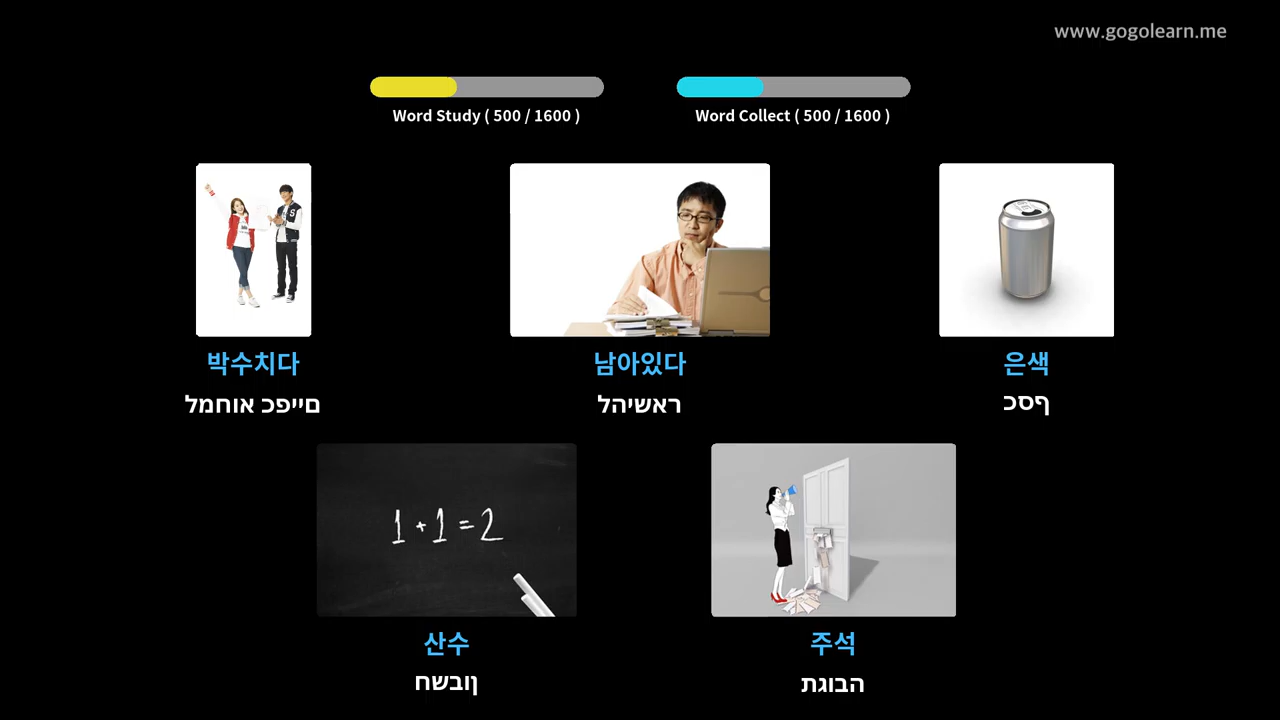 www.gogolearn.me
Word Study ( 500 / 1600 )
Word Collect ( 500 / 1600 )
박수치다
םייפכ אוחמל
남아있다
ראשיהל
은색
ףסכ
1 + 1 = 2
산수
ןובשח
주석
הבוגת